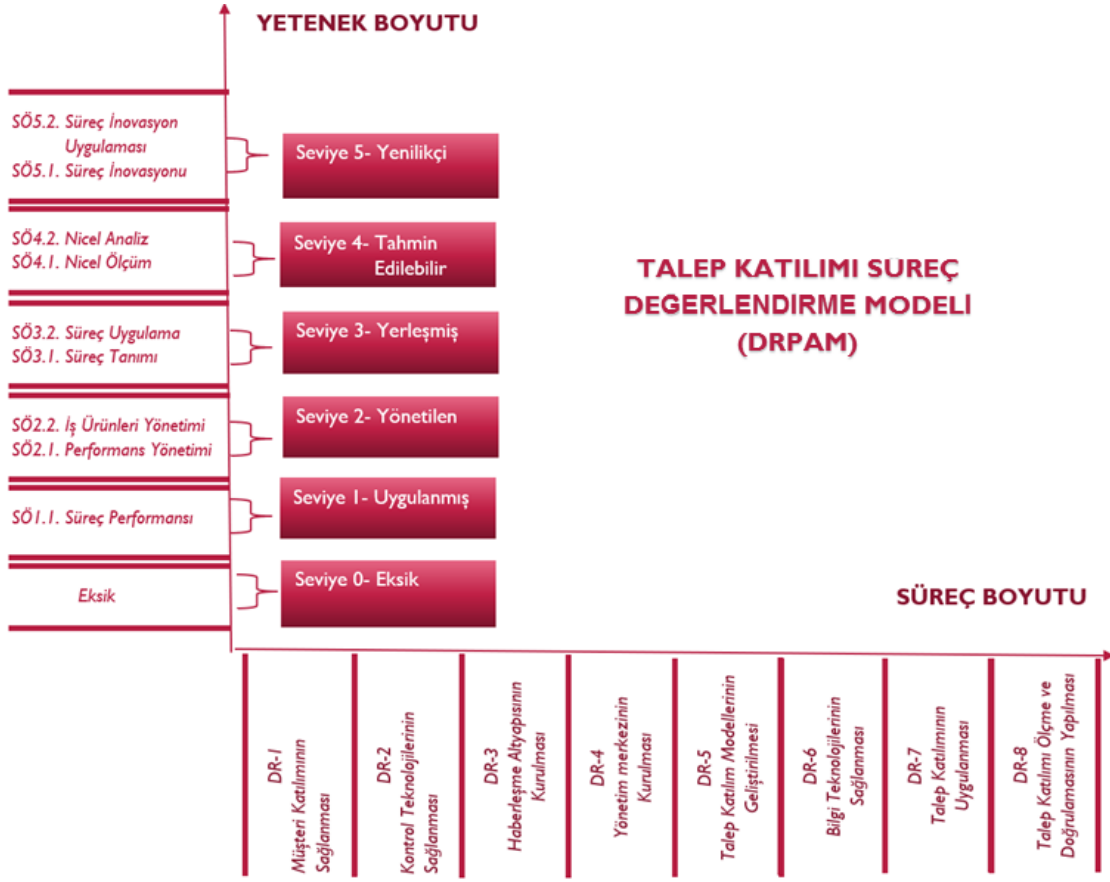 YETENEK BOYUTU
SÖ5.2. Süreç İnovasyon
Uygulaması
SÖ5.1. Süreç İnovasyonu
Seviye 5- Yenilikçi
SÖ4.2. Nicel Analiz
SÖ4.1. Nicel Ölçüm
Seviye 4- Tahmin
Edilebilir
TALEP KATILIMI SUREÇ
DEĞERLENDİRME MODELİ
(DRPAM)
SÖ3.2. Süreç Uygulama
SÖ3.1. Süreç Tanımı
Seviye 3- Yerleşmiş
SÖ2.2. İş Ürünleri Yönetimi
SÖ2.1. Performans Yönetimi
Seviye 2- Yönetilen
SÖ1.1. Süreç Performansı
Seviye 1- Uygulanmış
Eksik
Seviye 0- Eksik
SÜREÇ BOYUTU
DR-1
Müşteri Katılımının
Sağlanması
DR-2
Kontrol Teknolojilerinin
Sağlanması
DR-3
Haberleşme Altyapısının
Kurulması
DR-4
Yönetim merkezinin
Kurulması
DR-5
Talep Katılım Modellerinin
Geliştirilmesi
DR-6
Bilgi Teknolojilerinin
Sağlanması
DR-7
Talep Katılımının
Uygulanması
DR-8
Talep Katılımı Ölçme ve
Doğrulamasının Yapılması